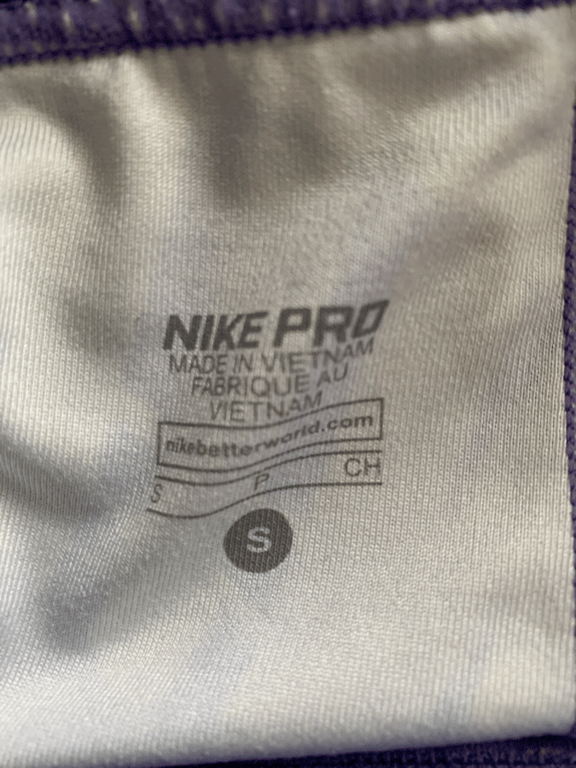 NIKE PRO
MADE IN VIETNAM
FABRIQUE AU
VIETNAM
nikebetterworld.com
S P CH
S